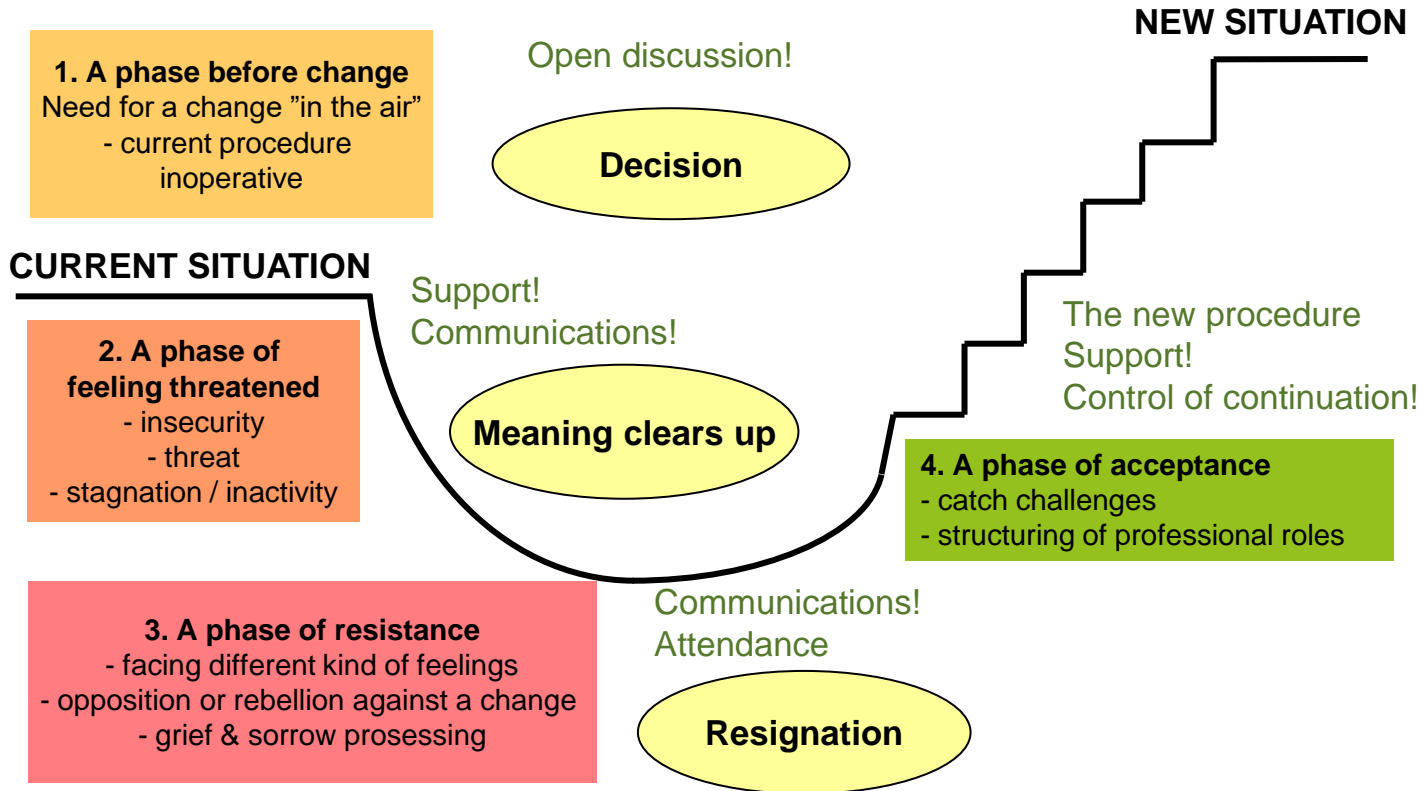 NEW SITUATION
1. A phase before change
Need for a change ”in the air”
- current procedure
inoperative
Open discussion!
Decision
CURRENT SITUATION
Support!
Communications!
2. A phase of
feeling threatened
- insecurity
- threat
- stagnation / inactivity
Meaning clears up
The new procedure
Support!
Control of continuation!
4. A phase of acceptance
- catch challenges
- structuring of professional roles
3. A phase of resistance
- facing different kind of feelings
- opposition or rebellion against a change
- grief & sorrow prosessing
Communications!
Attendance
Resignation